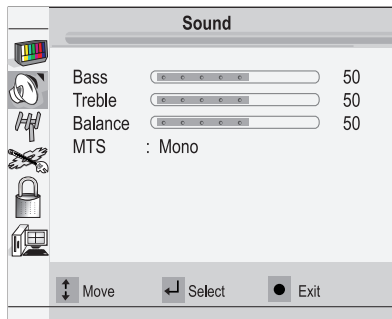 Sound
Bass 50
Treble 50
Balance 50
MTS : Mono
Move Select Exit